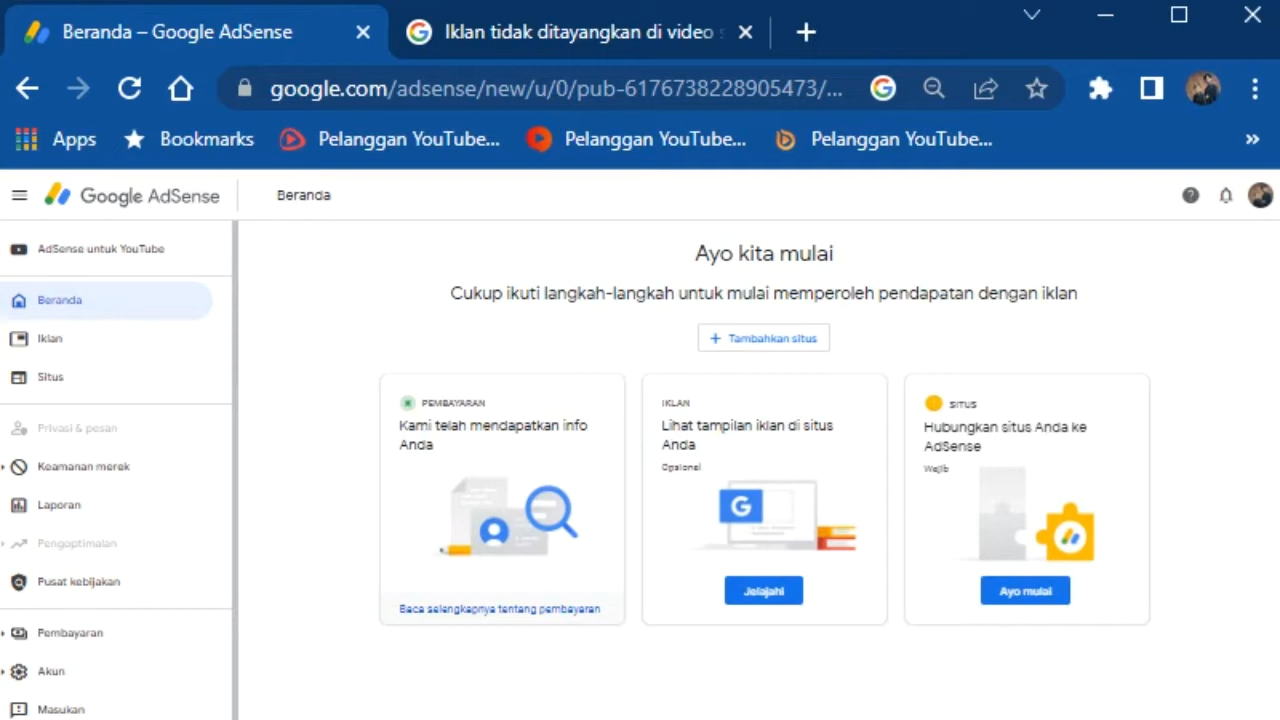 Beranda – Google AdSense
Iklan tidak ditayangkan di video s
google.com/adsense/new/u/0/pub-6176738228905473/...
Apps
Bookmarks
Pelanggan YouTube...
Pelanggan YouTube...
Pelanggan YouTube...
Google AdSense
Beranda
AdSense untuk YouTube
Beranda
Iklan
Situs
Privasi & pesan
Keamanan merek
Laporan
Pengoptimalan
Pusat kebijakan
Pembayaran
Akun
Masukan
Ayo kita mulai
Cukup ikuti langkah-langkah untuk mulai memperoleh pendapatan dengan iklan
Tambahkan situs
PEMBAYARAN
Kami telah mendapatkan info
Anda
Baca selengkapnya tentang pembayaran
IKLAN
Lihat tampilan iklan di situs
Anda
Opsional
G
Jelajahi
SITUS
Hubungkan situs Anda ke
AdSense
Wajib
Ayo mulai